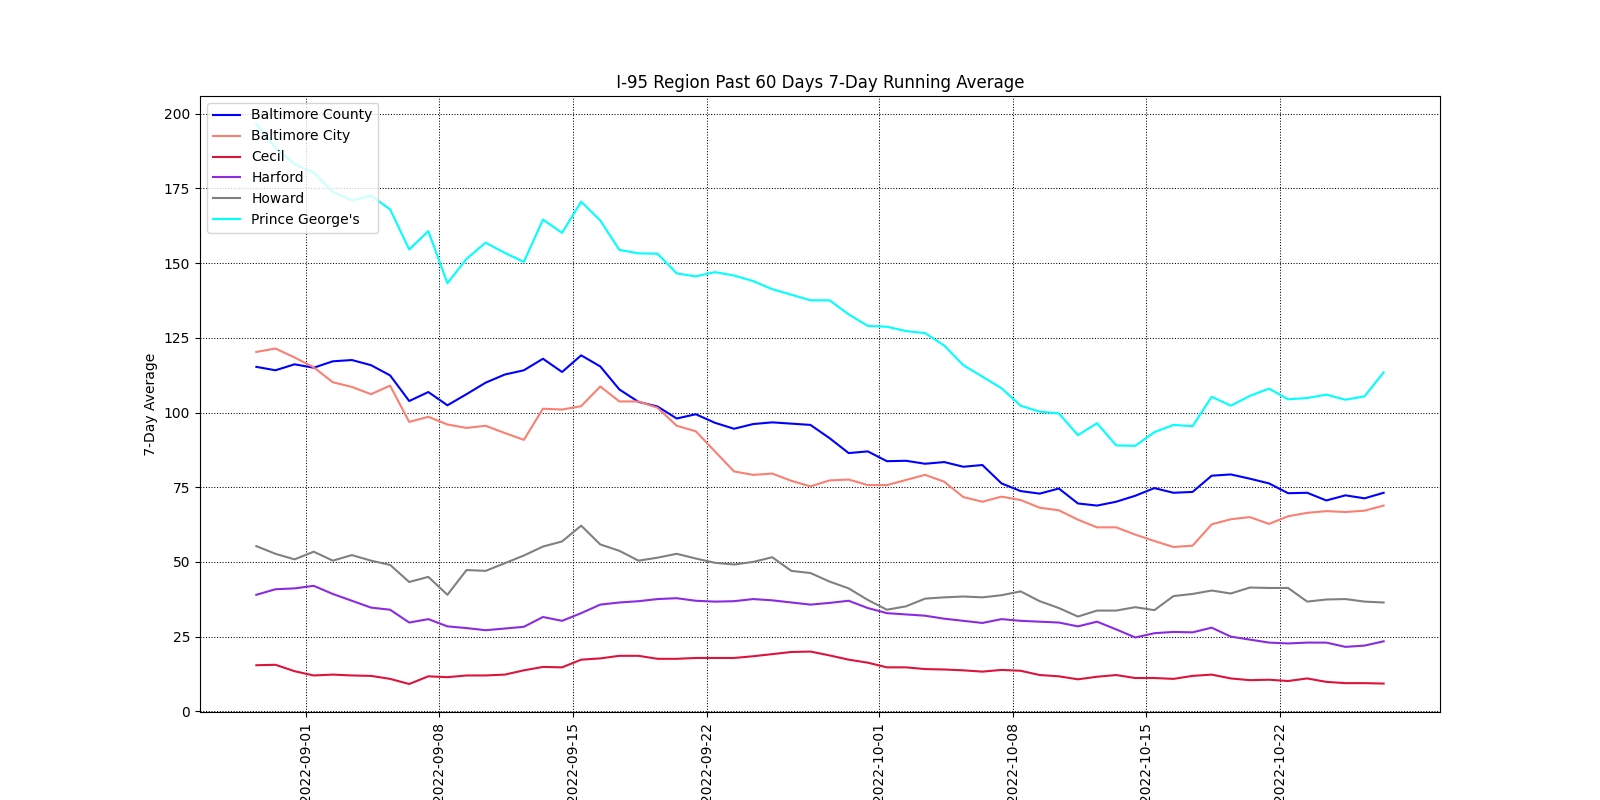 I-95 Region Past 60 Days 7-Day Running Average
Baltimore County
Baltimore City
Cecil
Harford
Howard
Prince George's
200
175
150
125
100
75
50
25
0
7-Day Average
2022-09-01
2022-09-08
2022-09-15
2022-09-22
2022-10-01
2022-10-08
2022-10-15
2022-10-22